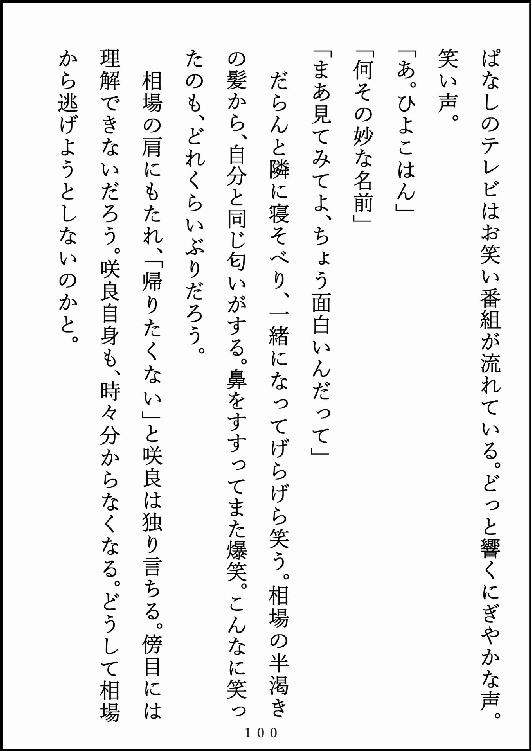 ぱなしのテレビはお笑い番組が流れている。どっと響くにぎやかな声。
笑い声。
「あ。ひよこはん」
「何その妙な名前」
「まあ見てみてよ、ちょう面白いんだって」
　だらんと隣に寝そべり、一緒になってげらげら笑う。相場の半渇き
の髪から、自分と同じ匂いがする。鼻をすすってまた爆笑。こんなに笑っ
たのも、どれくらいぶりだろう。
　相場の肩にもたれ、「帰りたくない」と咲良は独り言ちる。傍目には
理解できないだろう。咲良自身も、時々分からなくなる。どうして相場
から逃げようとしないのかと。
100